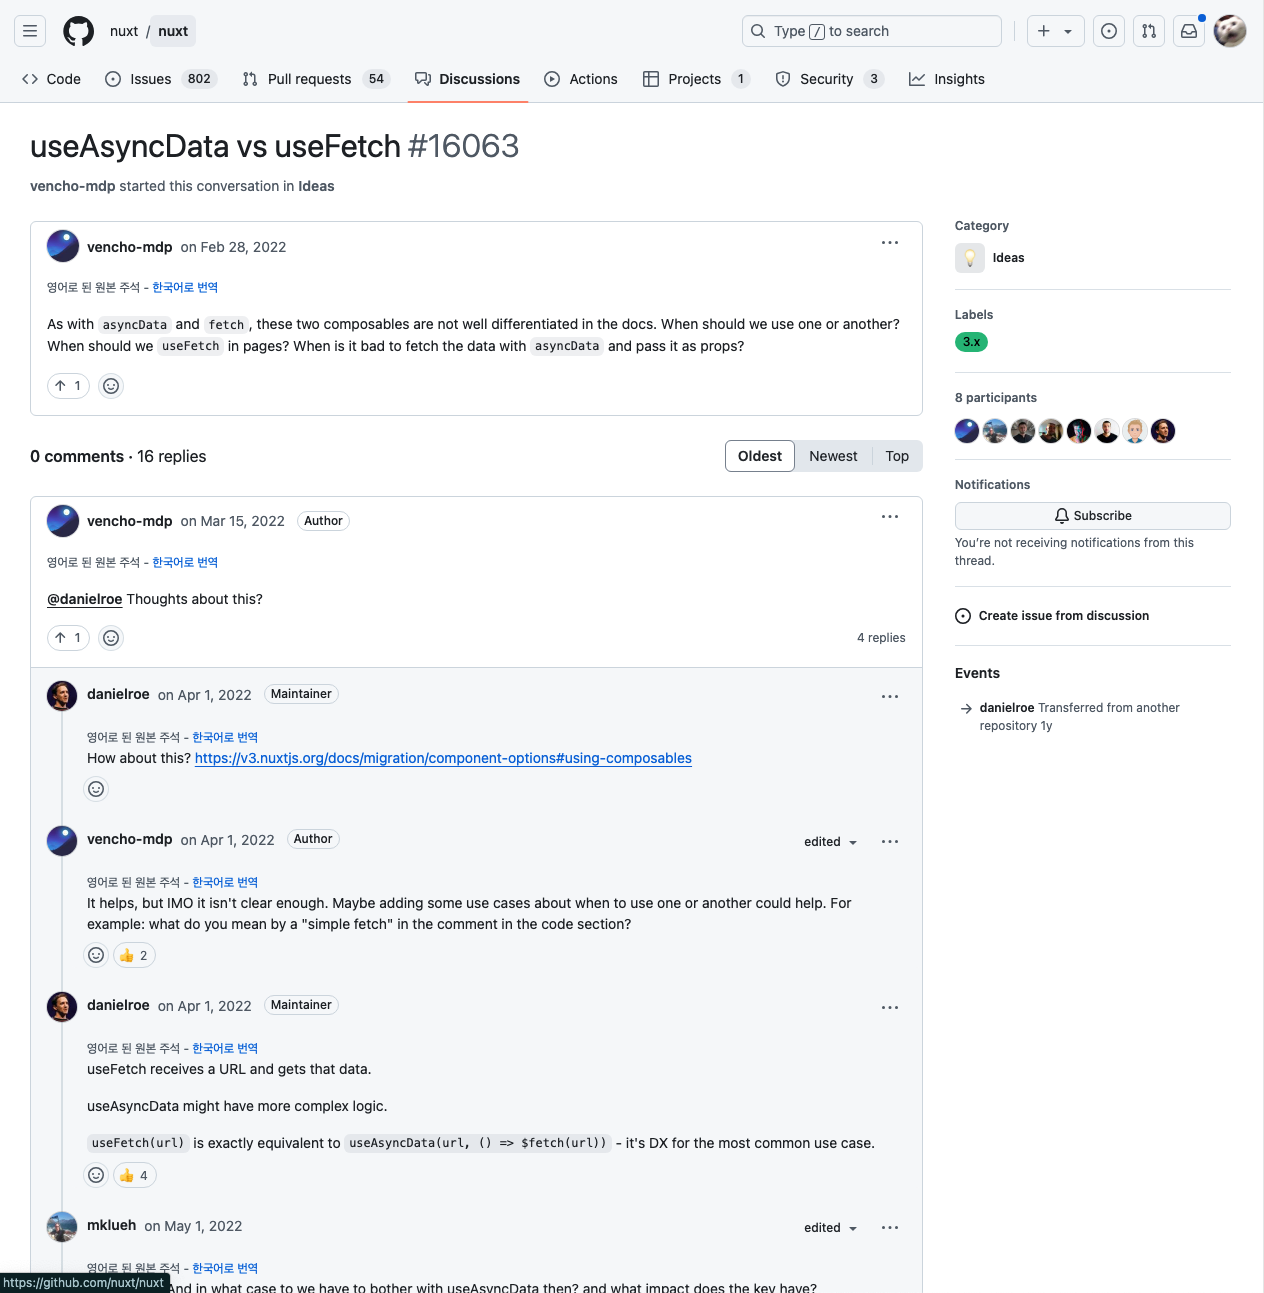 nuxt / nuxt
Type / to search
Code
Issues 802
Pull requests 54
Discussions
Actions
Projects 1
Security 3
Insights
useAsyncData vs useFetch #16063
vencho-mdp started this conversation in Ideas
vencho-mdp on Feb 28, 2022
영어로 된 원본 주석 - 한국어로 번역
As with asyncData and fetch, these two composables are not well differentiated in the docs. When should we use one or another?
When should we useFetch in pages? When is it bad to fetch the data with asyncData and pass it as props?
1
0 comments · 16 replies
Oldest
Newest
Top
vencho-mdp on Mar 15, 2022 Author
영어로 된 원본 주석 - 한국어로 번역
@danielroe Thoughts about this?
1
4 replies
danielroe on Apr 1, 2022 Maintainer
영어로 된 원본 주석 - 한국어로 번역
How about this? https://v3.nuxtjs.org/docs/migration/component-options#using-composables
vencho-mdp on Apr 1, 2022 Author
edited
영어로 된 원본 주석 - 한국어로 번역
It helps, but IMO it isn't clear enough. Maybe adding some use cases about when to use one or another could help. For
example: what do you mean by a "simple fetch" in the comment in the code section?
2
danielroe on Apr 1, 2022 Maintainer
영어로 된 원본 주석 - 한국어로 번역
useFetch receives a URL and gets that data.
useAsyncData might have more complex logic.
useFetch(url) is exactly equivalent to useAsyncData(url, () => $fetch(url)) - it's DX for the most common use case.
4
mklueh on May 1, 2022
edited
영어로 된 원본 주석 - 한국어로 번역
And in what case to we have to bother with useAsyncData then? and what impact does the key have?
https://github.com/nuxt/nuxt
Category
Ideas
Labels
3.x
8 participants
Notifications
Subscribe
You're not receiving notifications from this
thread.
Create issue from discussion
Events
danielroe Transferred from another
repository 1y